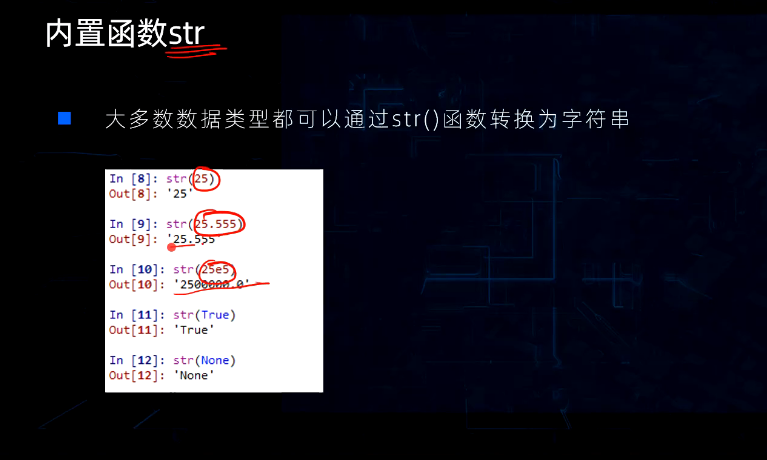 内置函数str
大多数数据类型都可以通过str()函数转换为字符串
In [8]: str(25)
Out[8]: '25'
In [9]: str(25.555)
Out[9]: '25.555'
In [10]: str(25e5)
Out[10]: '2500000.0'
In [11]: str(True)
Out[11]: 'True'
In [12]: str(None)
Out[12]: 'None'